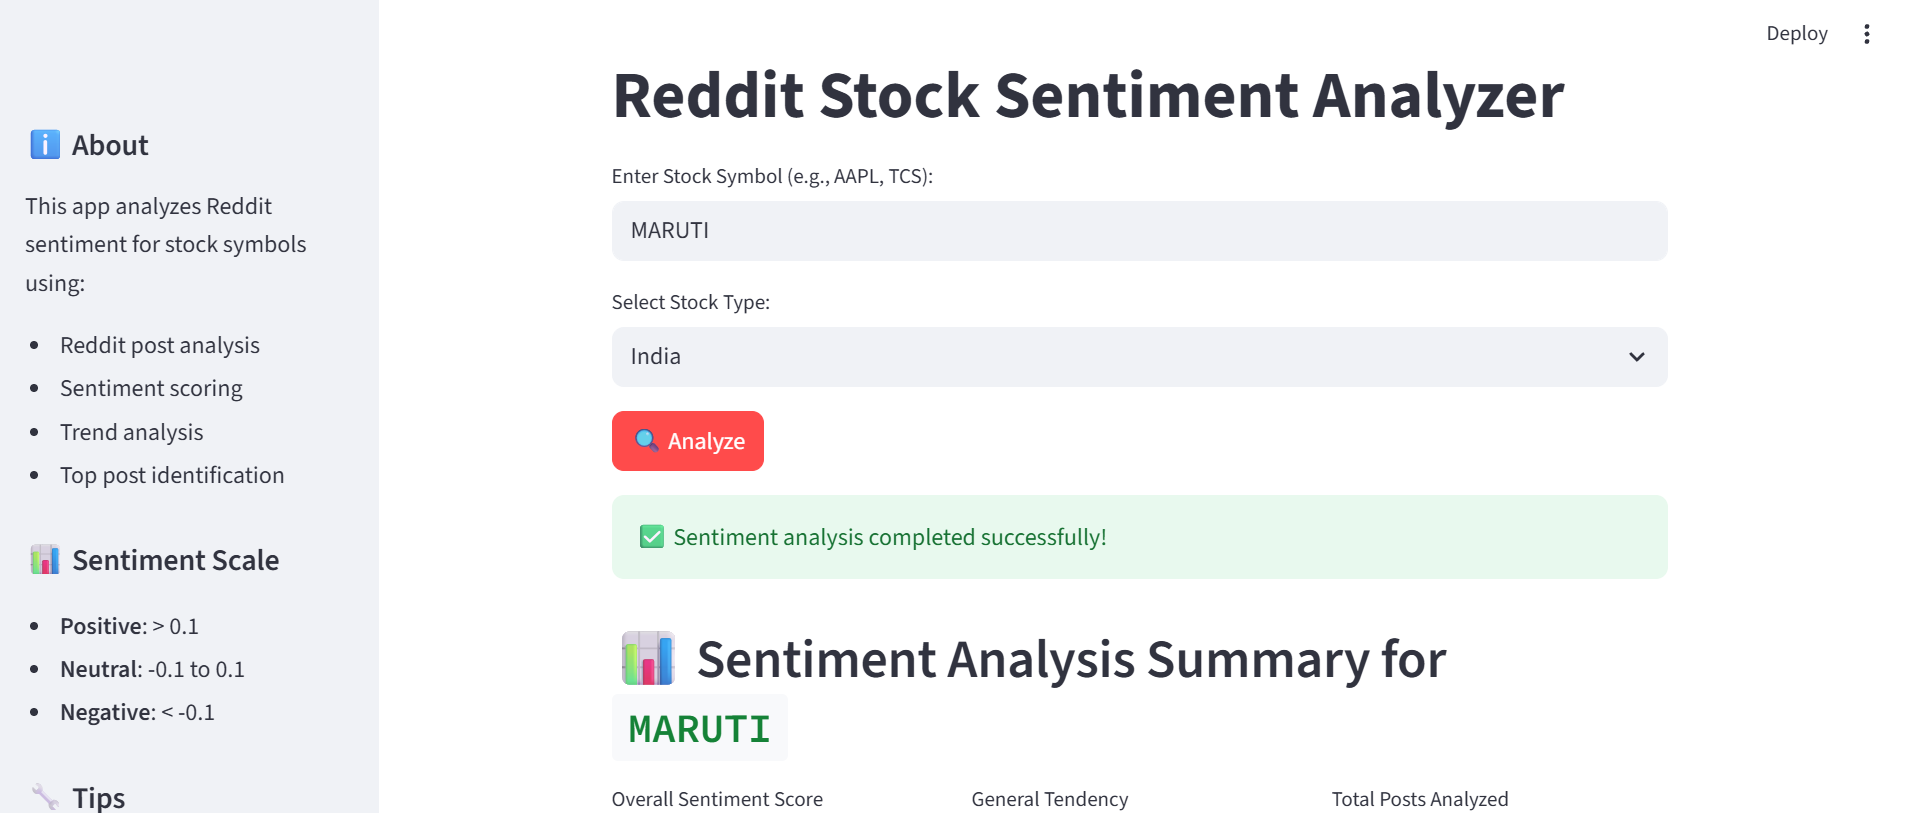 Deploy
About
This app analyzes Reddit
sentiment for stock symbols
using:
Reddit post analysis
Sentiment scoring
Trend analysis
Top post identification
Sentiment Scale
Positive: > 0.1
Neutral: -0.1 to 0.1
Negative: < -0.1
Tips
Reddit Stock Sentiment Analyzer
Enter Stock Symbol (e.g., AAPL, TCS):
MARUTI
Select Stock Type:
India
Analyze
Sentiment analysis completed successfully!
Sentiment Analysis Summary for
MARUTI
Overall Sentiment Score
General Tendency
Total Posts Analyzed